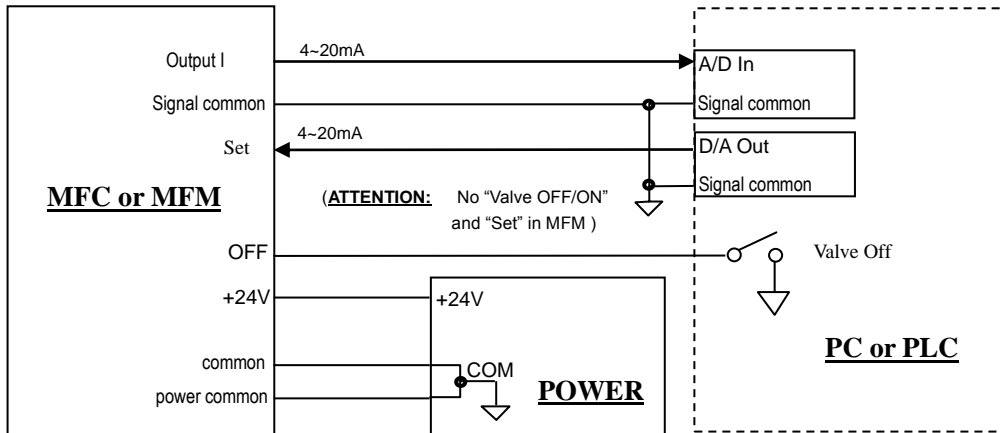 Output I
4~20mA
A/D In
Signal common
Signal common
Set
4~20mA
D/A Out
Signal common
MFC or MFM
(ATTENTION: No “Valve OFF/ON”
and “Set” in MFM )
OFF
Valve Off
+24V
+24V
PC or PLC
common
COM
POWER
power common